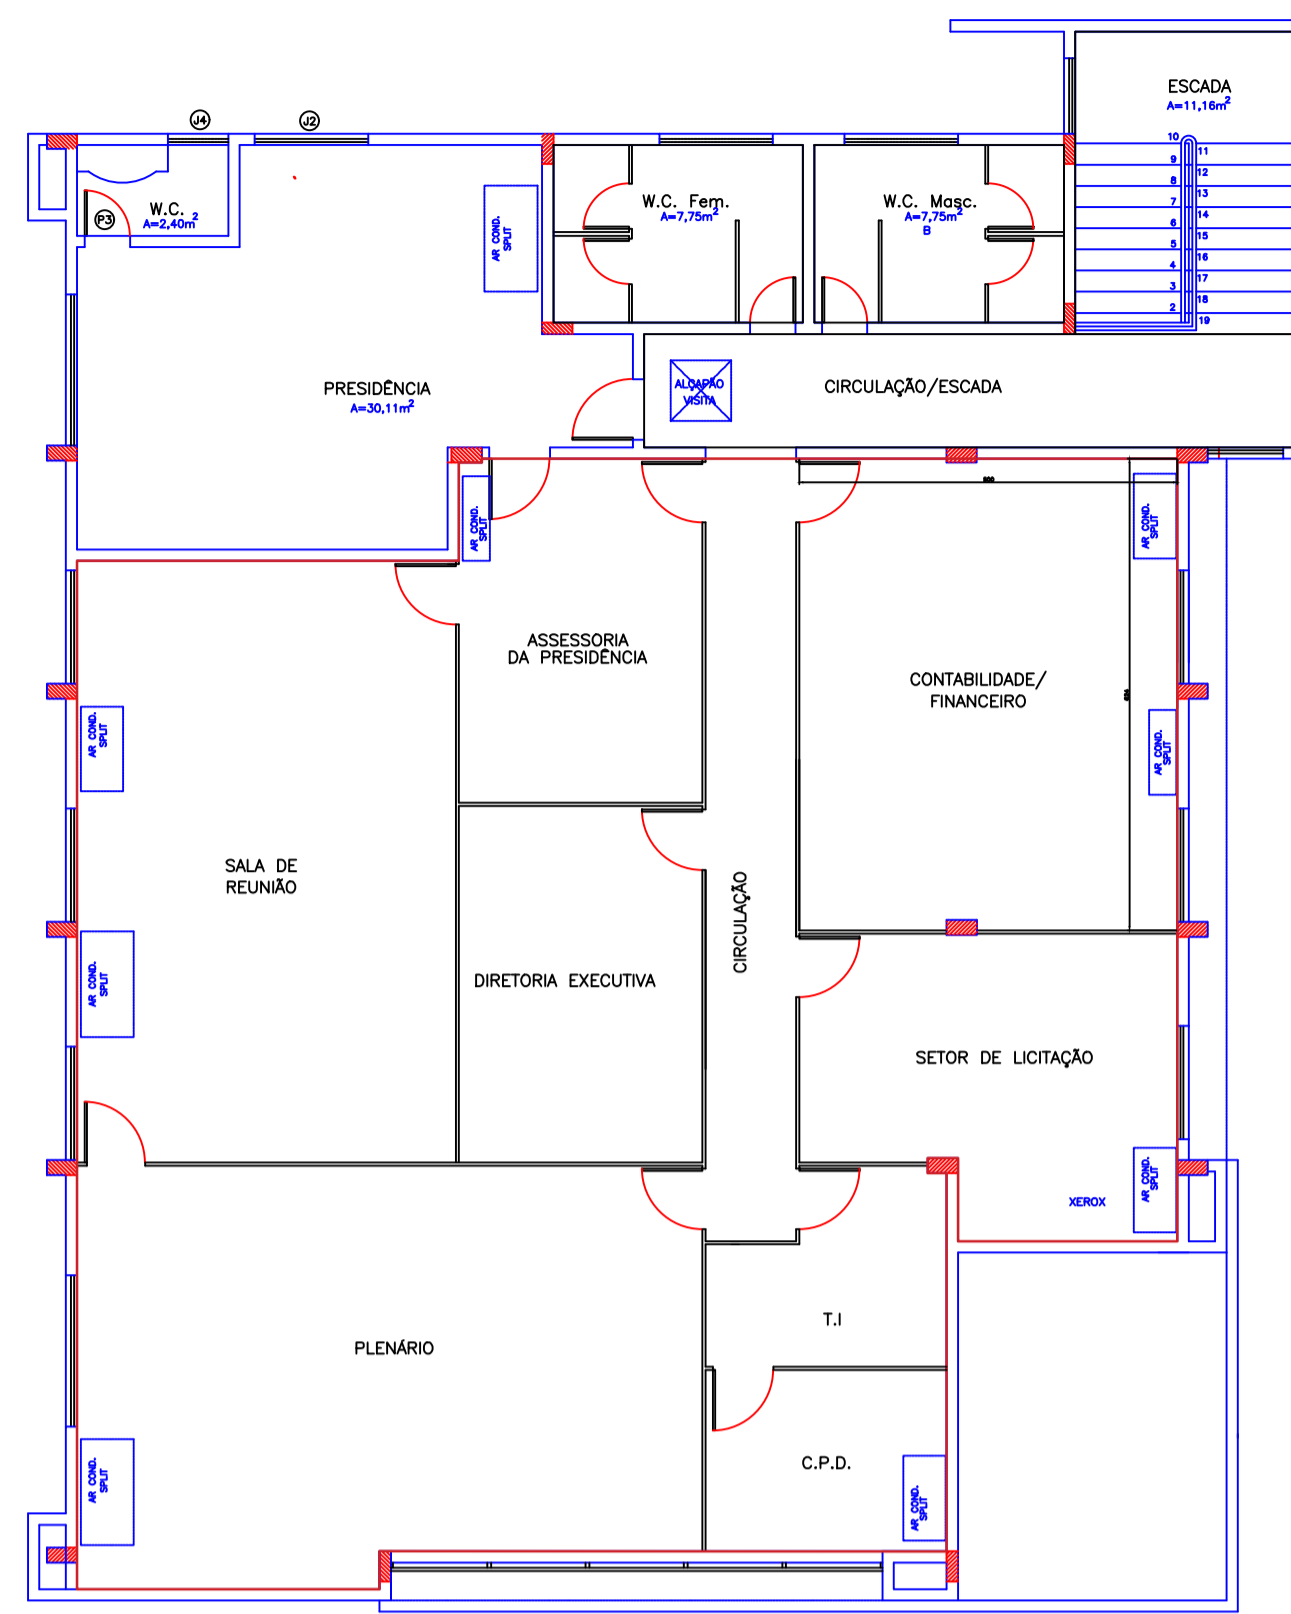 ESCADA
A=11,16m²
J4
J2
10
11
9
12
8
13
7
14
6
15
5
16
4
17
3
18
2
19
W.C.
A=2,40m²
P3
AR COND.
SPLIT
W.C. Fem.
A=7,75m²
W.C. Masc.
A=7,75m²
B
PRESIDÊNCIA
A=30,11m²
ALÇAPÃO
VISITA
CIRCULAÇÃO/ESCADA
AR COND.
SPLIT
AR COND.
SPLIT
ASSESSORIA
DA PRESIDÊNCIA
CONTABILIDADE/
FINANCEIRO
AR COND.
SPLIT
AR COND.
SPLIT
SALA DE
REUNIÃO
CIRCULAÇÃO
AR COND.
SPLIT
DIRETORIA EXECUTIVA
SETOR DE LICITAÇÃO
AR COND.
SPLIT
XEROX
T.I
PLENÁRIO
C.P.D.
AR COND.
SPLIT
AR COND.
SPLIT